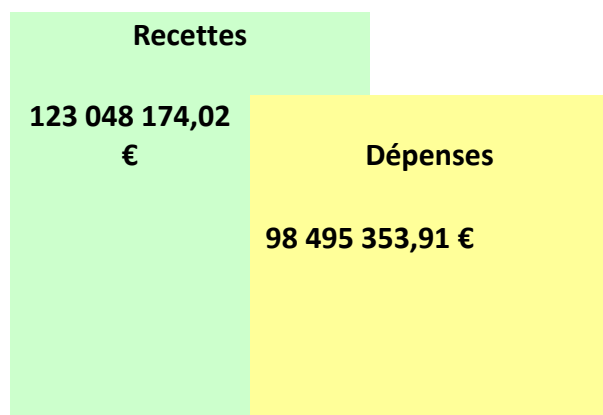 Recettes
123 048 174,02
€
Dépenses
98 495 353,91 €